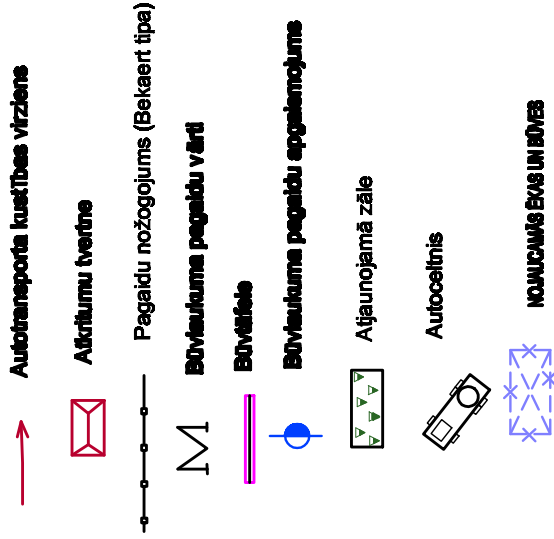 Autotransporta kustības virziens
Atkritumu tvertne
Pagaidu nožogojums (Bekaert tipa)
Būvlaukuma pagaidu vārti
Būvtāfele
Būvlaukuma pagaidu apgaismojums
Atjaunojamā zāle
Autoceltnis
NOJAUCAMĀS ĒKAS UN BŪVES